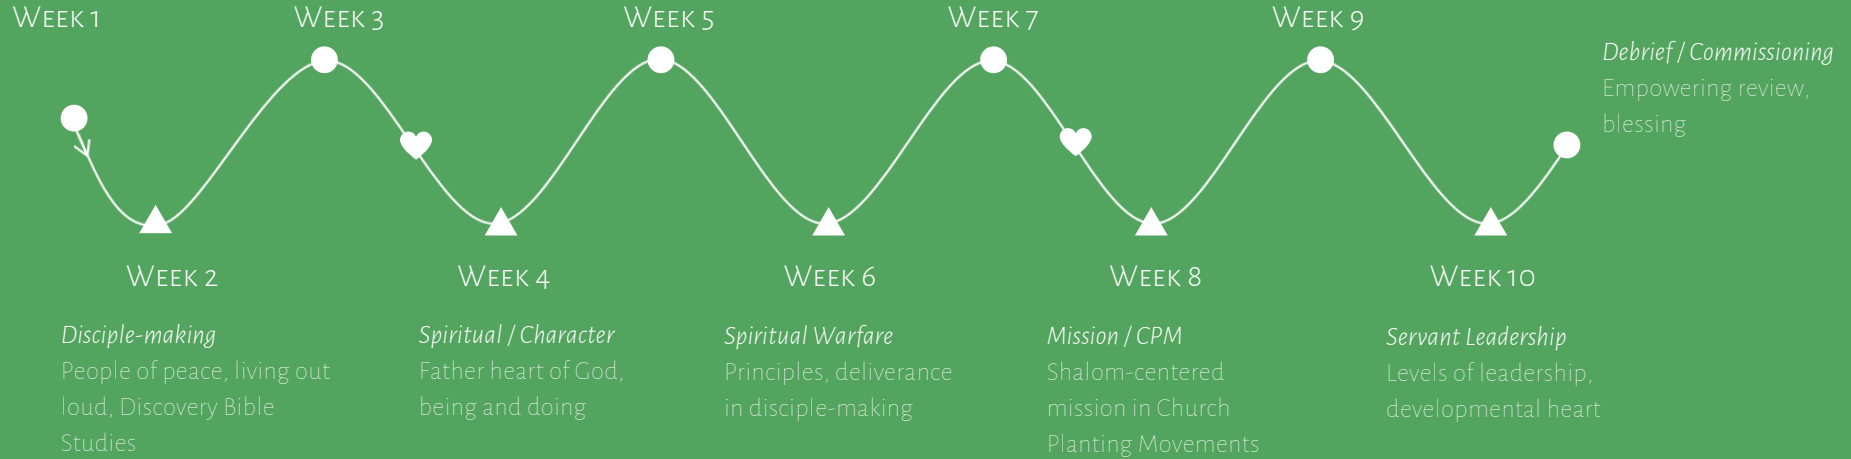 Week 1
Week 3
Week 5
Week 7
Week 9
Debrief / Commissioning
Empowering review,
blessing
Week 2
Week 4
Week 6
Week 8
Week 10
Disciple-making
People of peace, living out
loud, Discovery Bible
Studies
Spiritual / Character
Father heart of God,
being and doing
Spiritual Warfare
Principles, deliverance
in disciple-making
Mission / CPM
Shalom-centered
mission in Church
Planting Movements
Servant Leadership
Levels of leadership,
developmental heart